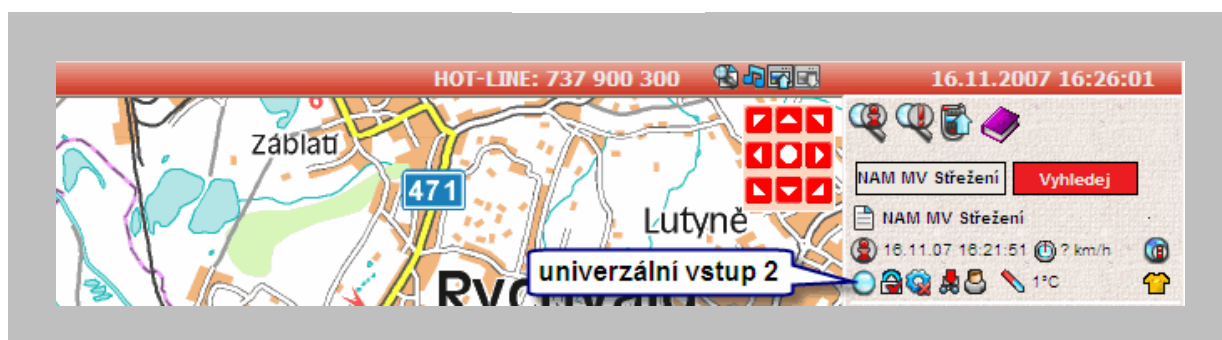 HOT-LINE: 737 900 300
16.11.2007 16:26:01
6
Záblatí
471
Lutyně
univerzální vstup 2
NAM MV Střežení
Vyhledej
NAM MV Střežení
16.11.07 16:21:51 ? km/h
1°C